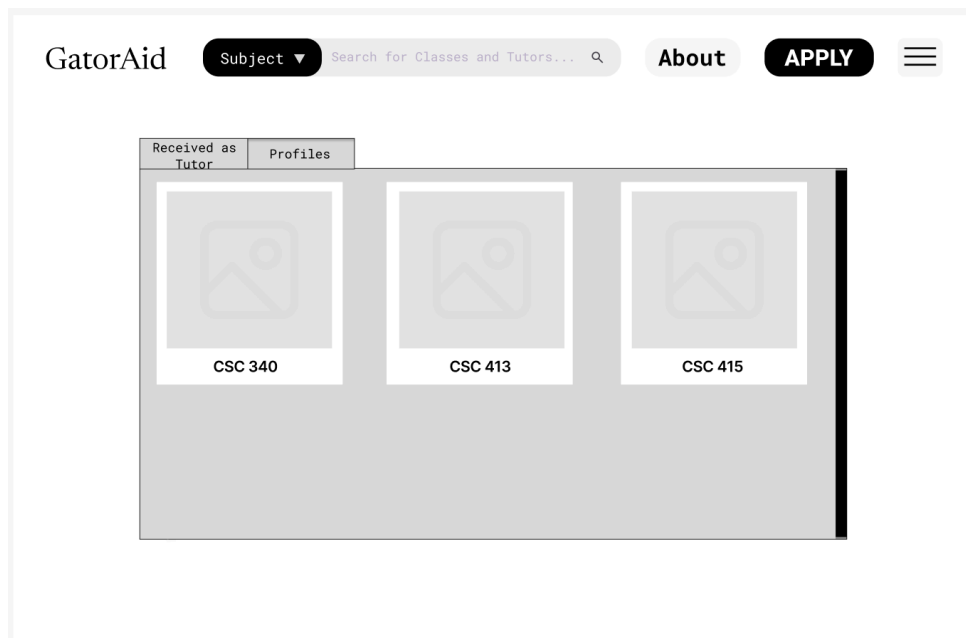 GatorAid
Subject ▼
Search for Classes and Tutors...
About
APPLY
Received as
Tutor
Profiles
CSC 340
CSC 413
CSC 415